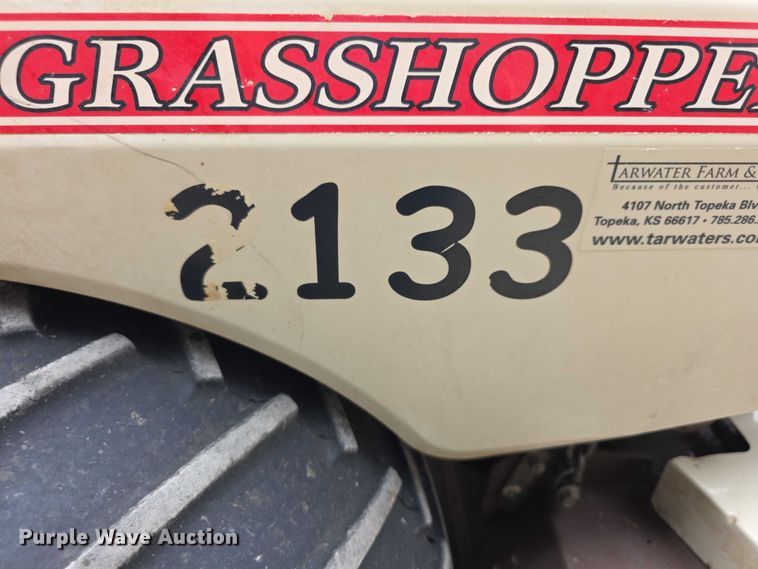 GRASSHOPPE
2133
TARWATER FARM &
Because of the customer...
4107 North Topeka Blv
Topeka, KS 66617 • 785.286.
www.tarwaters.co
Purple Wave Auction